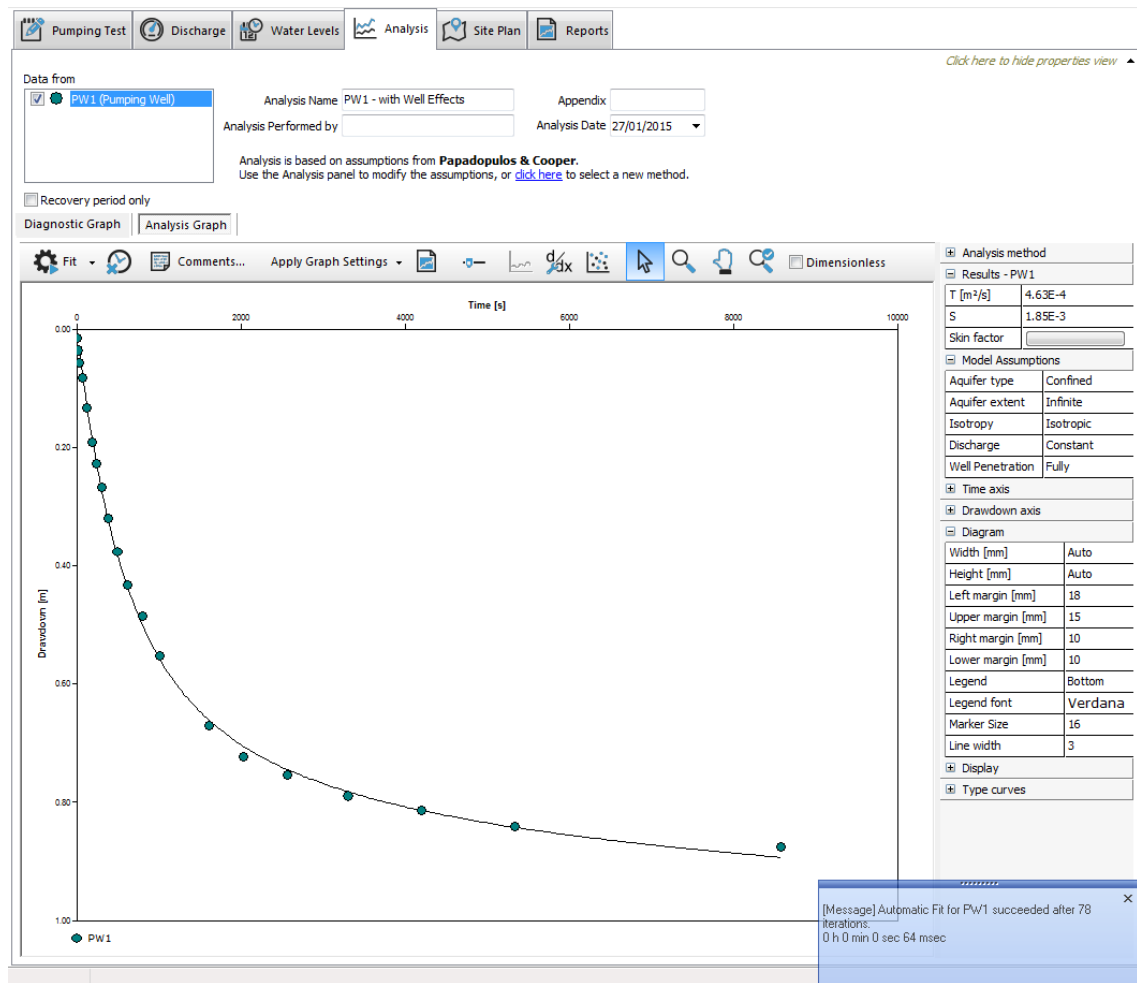 Pumping Test Discharge Water Levels Analysis Site Plan Reports
Click here to hide properties view
Data from
PW1 (Pumping Well)
Analysis Name PW1 - with Well Effects Appendix
Analysis Performed by Analysis Date 27/01/2015
Analysis is based on assumptions from Papadopulos & Cooper.
Use the Analysis panel to modify the assumptions, or click here to select a new method.
Recovery period only
Diagnostic Graph Analysis Graph
Fit Comments... Apply Graph Settings d/dx Dimensionless
Time [s]
0 2000 4000 6000 8000 10000
0.00
0.20
0.40
0.60
0.80
1.00
Drawdown [m]
PW1
Analysis method
Results - PW1
T [m²/s] 4.63E-4
S 1.85E-3
Skin factor
Model Assumptions
Aquifer type Confined
Aquifer extent Infinite
Isotropy Isotropic
Discharge Constant
Well Penetration Fully
Time axis
Drawdown axis
Diagram
Width [mm] Auto
Height [mm] Auto
Left margin [mm] 18
Upper margin [mm] 15
Right margin [mm] 10
Lower margin [mm] 10
Legend Bottom
Legend font Verdana
Marker Size 16
Line width 3
Display
Type curves
[Message] Automatic Fit for PW1 succeeded after 78
iterations.
0 h 0 min 0 sec 64 msec